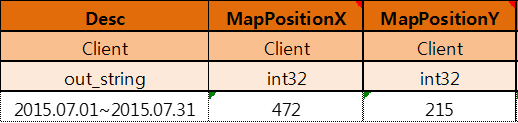 Desc MapPositionX MapPositionY
Client Client Client
out_string int32 int32
2015.07.01~2015.07.31 472 215